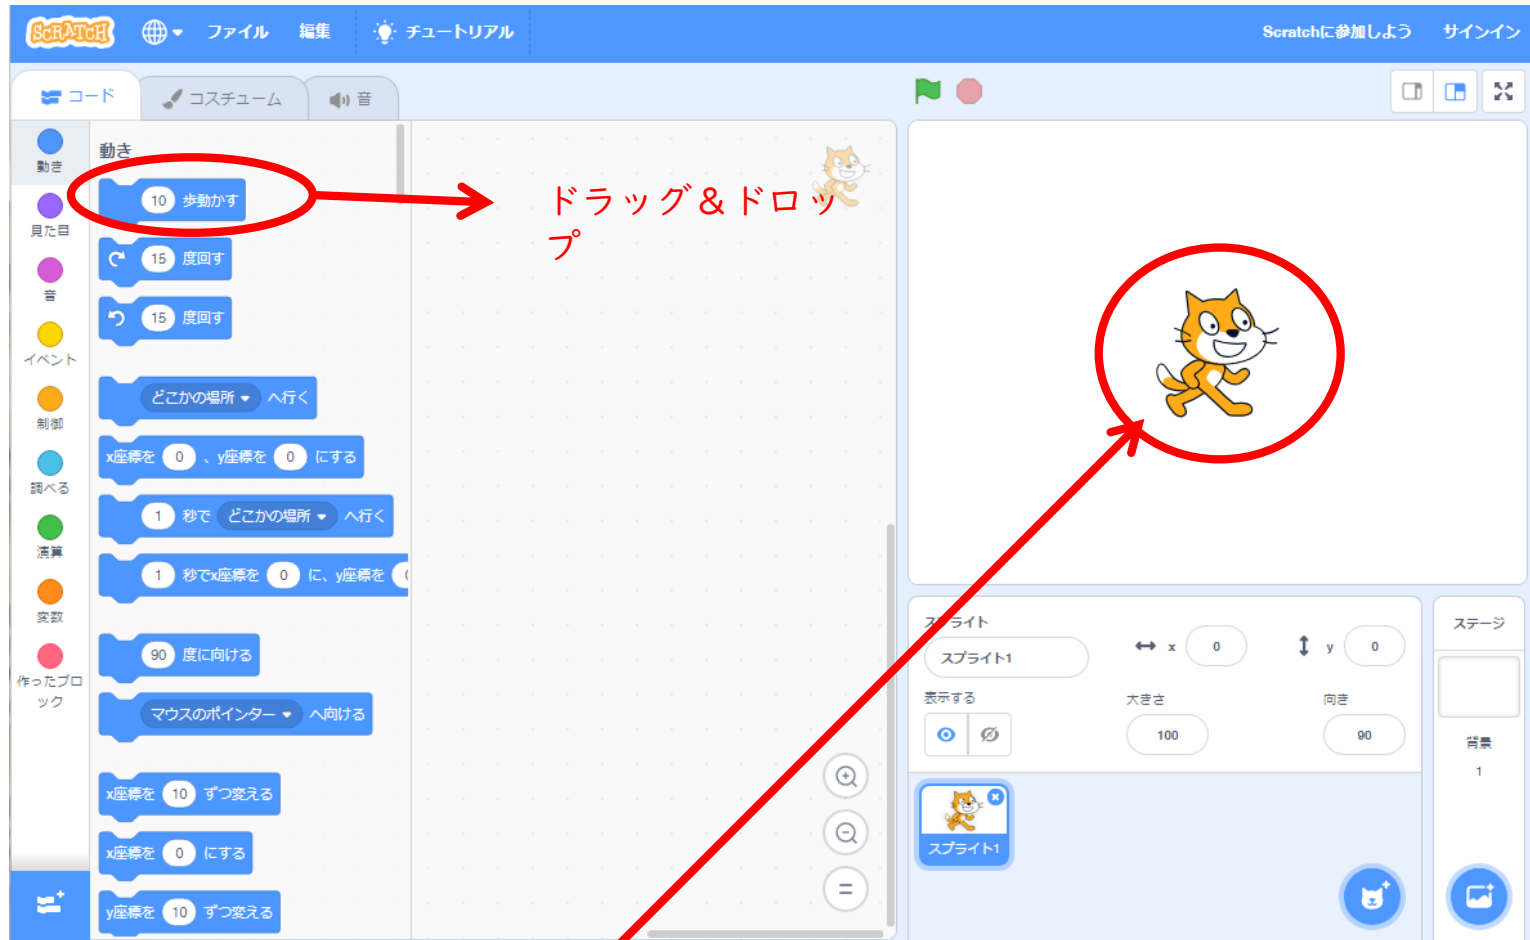 SCRATCH
ファイル
編集
チュートリアル
Scratchに参加しよう
サインイン
コード
コスチューム
音
動き
見た目
音
イベント
制御
調べる
演算
変数
作ったブロ
ック
動き
10 歩動かす
15 度回す
15 度回す
どこかの場所 へ行く
x座標を 0 、y座標を 0 にする
1 秒で どこかの場所 へ行く
1 秒でx座標を 0 に、y座標を
90 度に向ける
マウスのポインター へ向ける
x座標を 10 ずつ変える
x座標を 0 にする
y座標を 10 ずつ変える
ドラッグ＆ドロッ
プ
スプライト
スプライト1
x 0
y 0
表示する
大きさ
100
向き
90
スプライト1
ステージ
背景
1